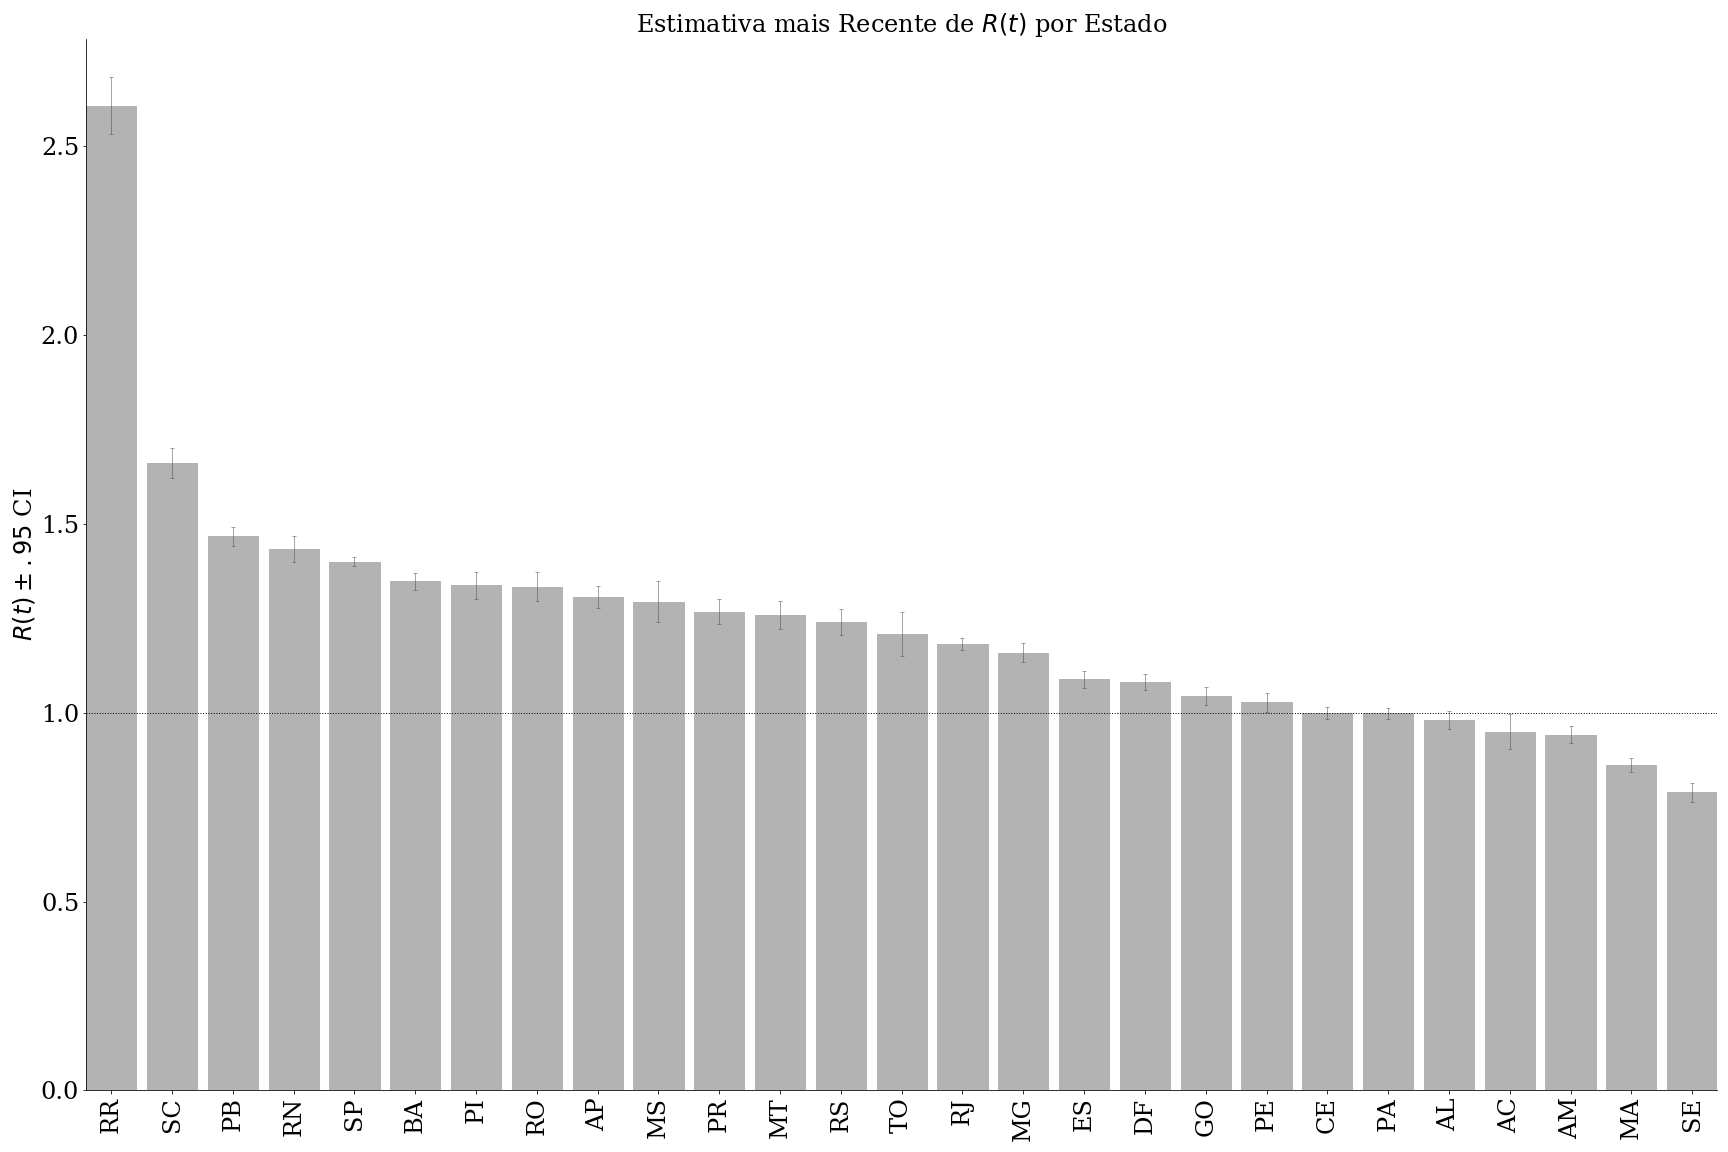 Estimativa mais Recente de R(t) por Estado
R(t) ± .95 CI
2.5
2.0
1.5
1.0
0.5
0.0
RR SC PB RN SP BA PI RO AP MS PR MT RS TO RJ MG ES DF GO PE CE PA AL AC AM MA SE